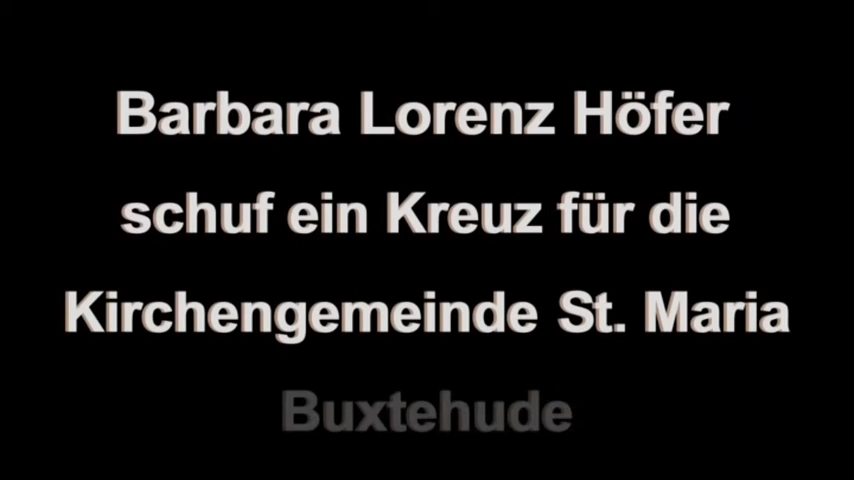 Barbara Lorenz Höfer
schuf ein Kreuz für die
Kirchengemeinde St. Maria
Buxtehude